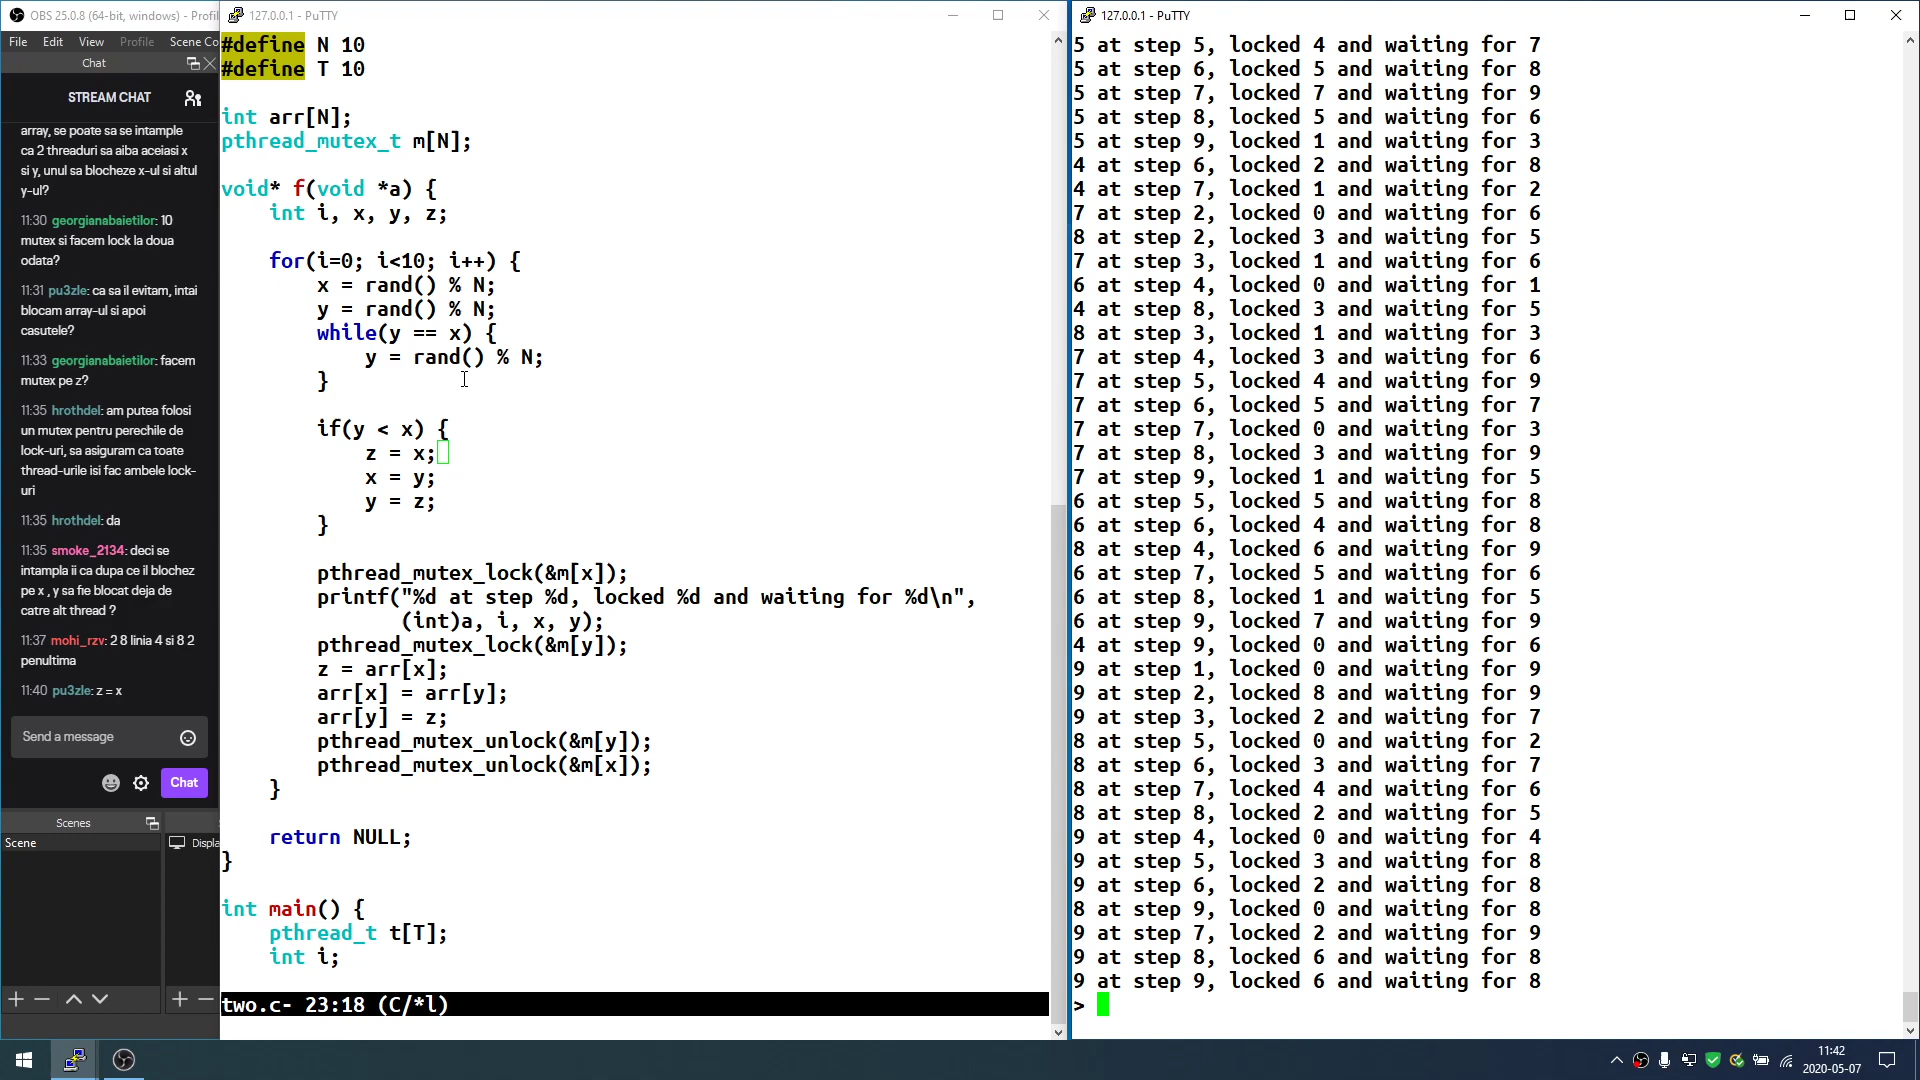 OBS 25.0.8 (64-bit, windows) - Profil
File Edit View Profile Scene Co
Chat
STREAM CHAT
array, se poate sa se intample
ca 2 threaduri sa aiba aceiasi x
si y, unul sa blocheze x-ul si altul
y-ul?
11:30 georgianabaietilor: 10
mutex si facem lock la doua
odata?
11:31 pu3zle: ca sa il evitam, intai
blocam array-ul si apoi
casutele?
11:33 georgianabaietilor: facem
mutex pe z?
11:35 hrothdel: am putea folosi
un mutex pentru perechile de
lock-uri, sa asiguram ca toate
thread-urile isi fac ambele lock-
uri
11:35 hrothdel: da
11:35 smoke_2134: deci se
intampla ii ca dupa ce il blochez
pe x , y sa fie blocat deja de
catre alt thread ?
11:37 mohi_rzv: 2 8 linia 4 si 8 2
penultima
11:40 pu3zle: z = x
Send a message
Chat
Scenes
Scene
Displa
127.0.0.1 - PuTTY
#define N 10
#define T 10
int arr[N];
pthread_mutex_t m[N];
void* f(void *a) {
int i, x, y, z;
for(i=0; i<10; i++) {
x = rand() % N;
y = rand() % N;
while(y == x) {
y = rand() % N;
}
if(y < x) {
z = x;
x = y;
y = z;
}
pthread_mutex_lock(&m[x]);
printf("%d at step %d, locked %d and waiting for %d\n",
(int)a, i, x, y);
pthread_mutex_lock(&m[y]);
z = arr[x];
arr[x] = arr[y];
arr[y] = z;
pthread_mutex_unlock(&m[y]);
pthread_mutex_unlock(&m[x]);
}
return NULL;
}
int main() {
pthread_t t[T];
int i;
two.c- 23:18 (C/*l)
127.0.0.1 - PuTTY
5 at step 5, locked 4 and waiting for 7
5 at step 6, locked 5 and waiting for 8
5 at step 7, locked 7 and waiting for 9
5 at step 8, locked 5 and waiting for 6
5 at step 9, locked 1 and waiting for 3
4 at step 6, locked 2 and waiting for 8
4 at step 7, locked 1 and waiting for 2
7 at step 2, locked 0 and waiting for 6
8 at step 2, locked 3 and waiting for 5
7 at step 3, locked 1 and waiting for 6
6 at step 4, locked 0 and waiting for 1
4 at step 8, locked 3 and waiting for 5
8 at step 3, locked 1 and waiting for 3
7 at step 4, locked 3 and waiting for 6
7 at step 5, locked 4 and waiting for 9
7 at step 6, locked 5 and waiting for 7
7 at step 7, locked 0 and waiting for 3
7 at step 8, locked 3 and waiting for 9
7 at step 9, locked 1 and waiting for 5
6 at step 5, locked 5 and waiting for 8
6 at step 6, locked 4 and waiting for 8
8 at step 4, locked 6 and waiting for 9
6 at step 7, locked 5 and waiting for 6
6 at step 8, locked 1 and waiting for 5
6 at step 9, locked 7 and waiting for 9
4 at step 9, locked 0 and waiting for 6
9 at step 1, locked 0 and waiting for 9
9 at step 2, locked 8 and waiting for 9
9 at step 3, locked 2 and waiting for 7
8 at step 5, locked 0 and waiting for 2
8 at step 6, locked 3 and waiting for 7
8 at step 7, locked 4 and waiting for 6
8 at step 8, locked 2 and waiting for 5
9 at step 4, locked 0 and waiting for 4
9 at step 5, locked 3 and waiting for 8
9 at step 6, locked 2 and waiting for 8
8 at step 9, locked 0 and waiting for 8
9 at step 7, locked 2 and waiting for 9
9 at step 8, locked 6 and waiting for 8
9 at step 9, locked 6 and waiting for 8
>
11:42
2020-05-07